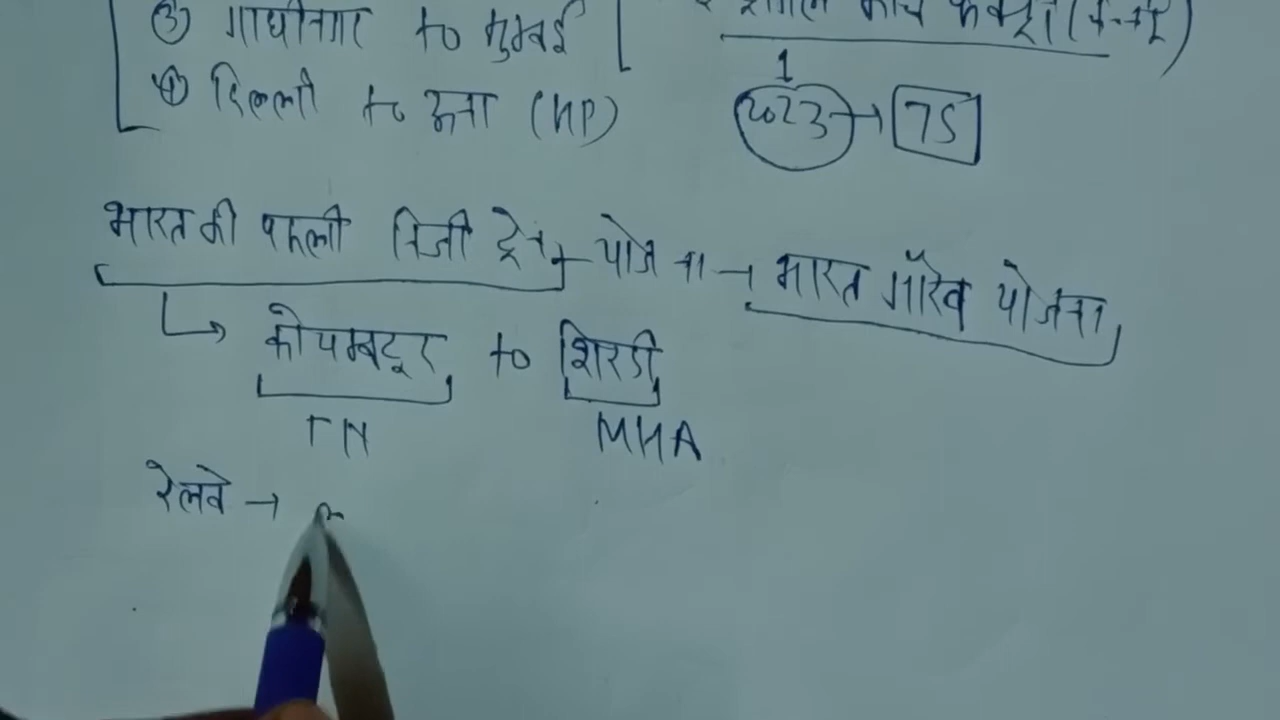 ③ गांधीनगर to मुम्बई
④ दिल्ली to ऊना (HP)
कोच फैक्ट्री
1
2023 → 75
भारत की पहली निजी ट्रेन → योजना → भारत गौरव योजना
कोयम्बटूर to शिरडी
TN MHA
रेलवे →